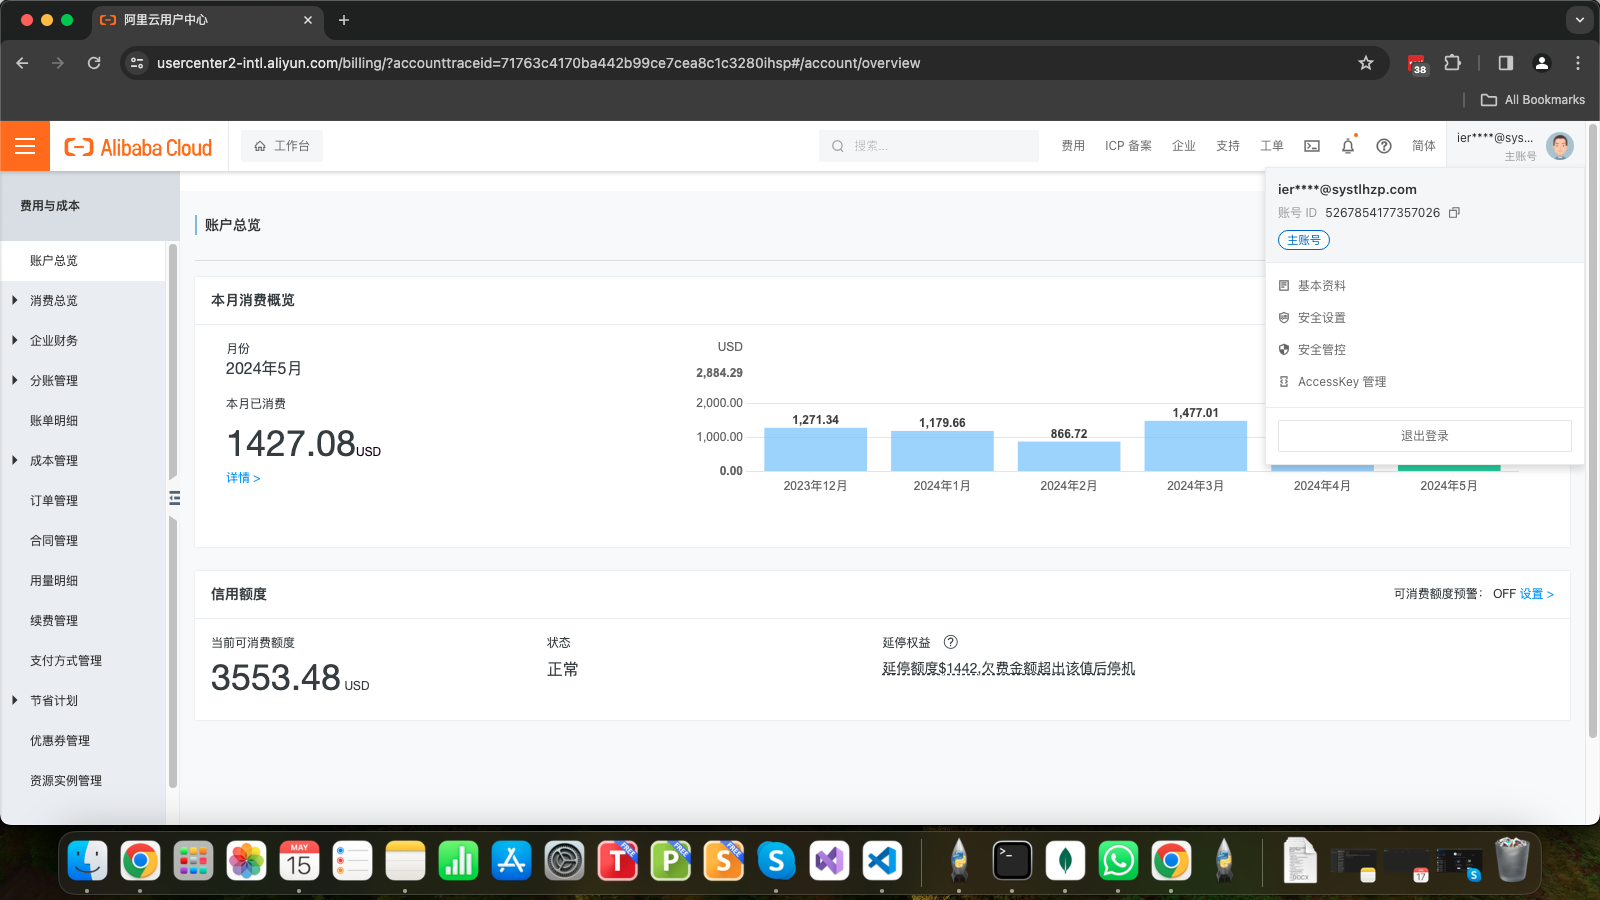 阿里云用户中心
usercenter2-intl.aliyun.com/billing/?accounttraceid=71763c4170ba442b99ce7cea8c1c3280ihsp#/account/overview
38
All Bookmarks
Alibaba Cloud
工作台
搜索...
费用
ICP 备案
企业
支持
工单
简体
ier****@sys...
主账号
ier****@systlhzp.com
账号 ID 5267854177357026
主账号
基本资料
安全设置
安全管控
AccessKey 管理
退出登录
费用与成本
账户总览
消费总览
企业财务
分账管理
账单明细
成本管理
订单管理
合同管理
用量明细
续费管理
支付方式管理
节省计划
优惠券管理
资源实例管理
账户总览
本月消费概览
月份
2024年5月
本月已消费
1427.08USD
详情 >
USD
2,884.29
2,000.00
1,000.00
0.00
1,271.34
1,179.66
866.72
1,477.01
2023年12月
2024年1月
2024年2月
2024年3月
2024年4月
2024年5月
信用额度
可消费额度预警： OFF 设置 >
当前可消费额度
3553.48 USD
状态
正常
延停权益
延停额度$1442,欠费金额超出该值后停机
MAY
15
T
FREE
P
FREE
S
FREE
S
>_
DOCX
17
S